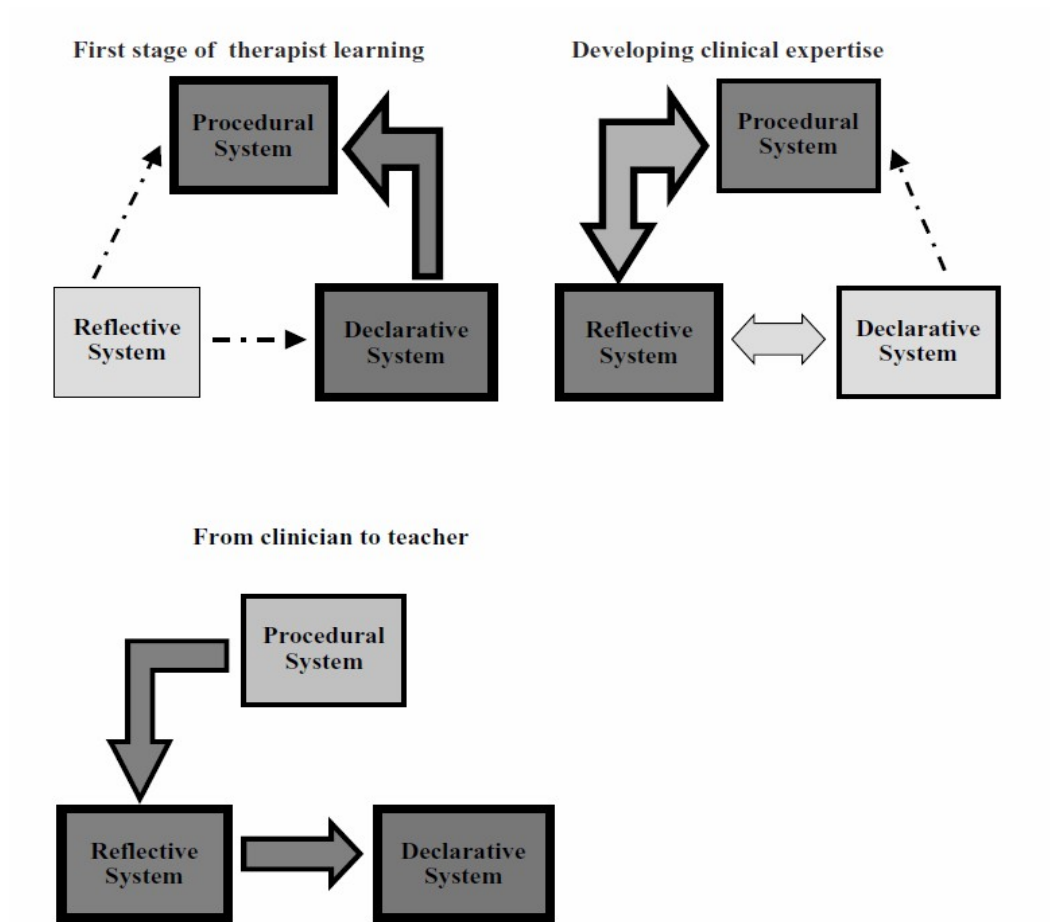 First stage of therapist learning
Procedural
System
Reflective
System
Declarative
System
Developing clinical expertise
Procedural
System
Reflective
System
Declarative
System
From clinician to teacher
Procedural
System
Reflective
System
Declarative
System